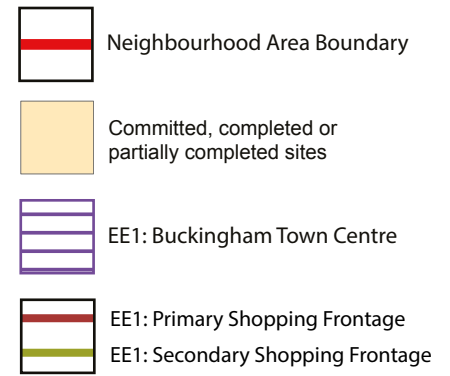 Neighbourhood Area Boundary
Committed, completed or
partially completed sites
EE1: Buckingham Town Centre
EE1: Primary Shopping Frontage
EE1: Secondary Shopping Frontage